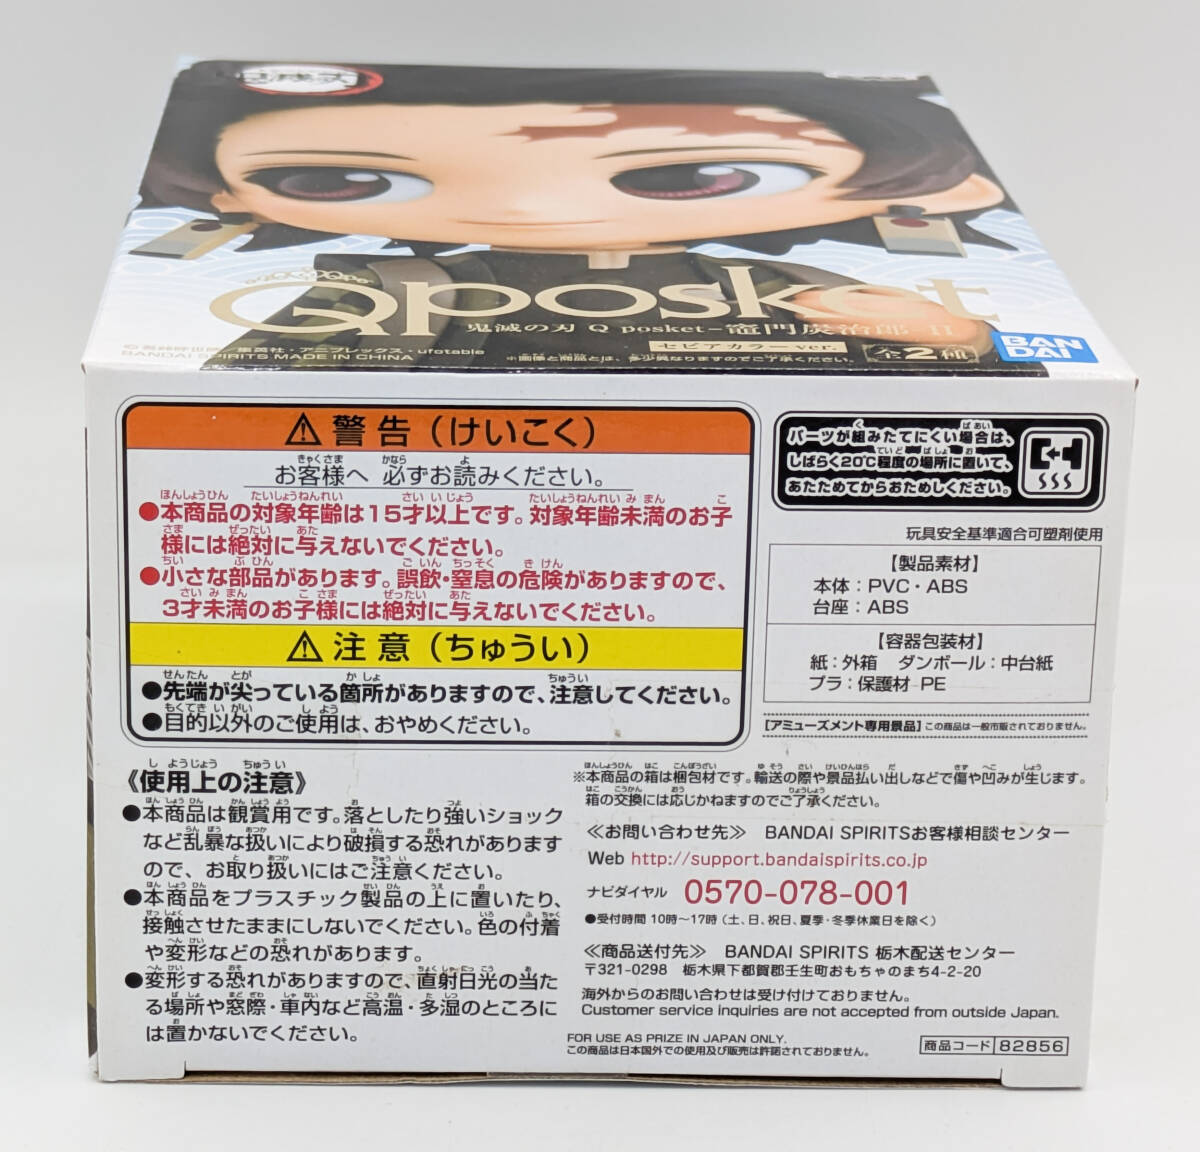 Qposket
鬼滅の刃 Q posket-竈門炭治郎 II
セピアカラーver.
全2種
BAN
DAI
©吾峠呼世晴/集英社・アニプレックス・ufotable
BANDAI SPIRITS MADE IN CHINA
※画像と商品とは、多少異なりますのでご了承ください。
⚠警告(けいこく)
お客様へ 必ずお読みください。
●本商品の対象年齢は15才以上です。対象年齢未満のお子
様には絶対に与えないでください。
●小さな部品があります。誤飲・窒息の危険がありますので、
3才未満のお子様には絶対に与えないでください。
⚠注意(ちゅうい)
●先端が尖っている箇所がありますので、注意してください。
●目的以外のご使用は、おやめください。
《使用上の注意》
●本商品は観賞用です。落としたり強いショック
など乱暴な扱いにより破損する恐れがあります
ので、お取り扱いにはご注意ください。
●本商品をプラスチック製品の上に置いたり、
接触させたままにしないでください。色の付着
や変形などの恐れがあります。
●変形する恐れがありますので、直射日光の当た
る場所や窓際・車内など高温・多湿のところに
は置かないでください。
パーツが組みたてにくい場合は、
しばらく20℃程度の場所に置いて、
あたためてからおためしください。
玩具安全基準適合可塑剤使用
【製品素材】
本体：PVC・ABS
台座：ABS
【容器包装材】
紙：外箱 ダンボール：中台紙
プラ：保護材-PE
【アミューズメント専用景品】この商品は一般市販されておりません。
※本商品の箱は梱包材です。輸送の際や景品払い出しなどで傷や凹みが生じます。
箱の交換には応じかねますのでご了承ください。
≪お問い合わせ先≫ BANDAI SPIRITSお客様相談センター
Web http://support.bandaispirits.co.jp
ナビダイヤル 0570-078-001
●受付時間 10時～17時(土、日、祝日、夏季・冬季休業日を除く)
≪商品送付先≫ BANDAI SPIRITS 栃木配送センター
〒321-0298 栃木県下都賀郡壬生町おもちゃのまち4-2-20
海外からのお問い合わせは受け付けておりません。
Customer service inquiries are not accepted from outside Japan.
FOR USE AS PRIZE IN JAPAN ONLY.
この商品は日本国外での使用及び販売は許諾されておりません。
商品コード 82856